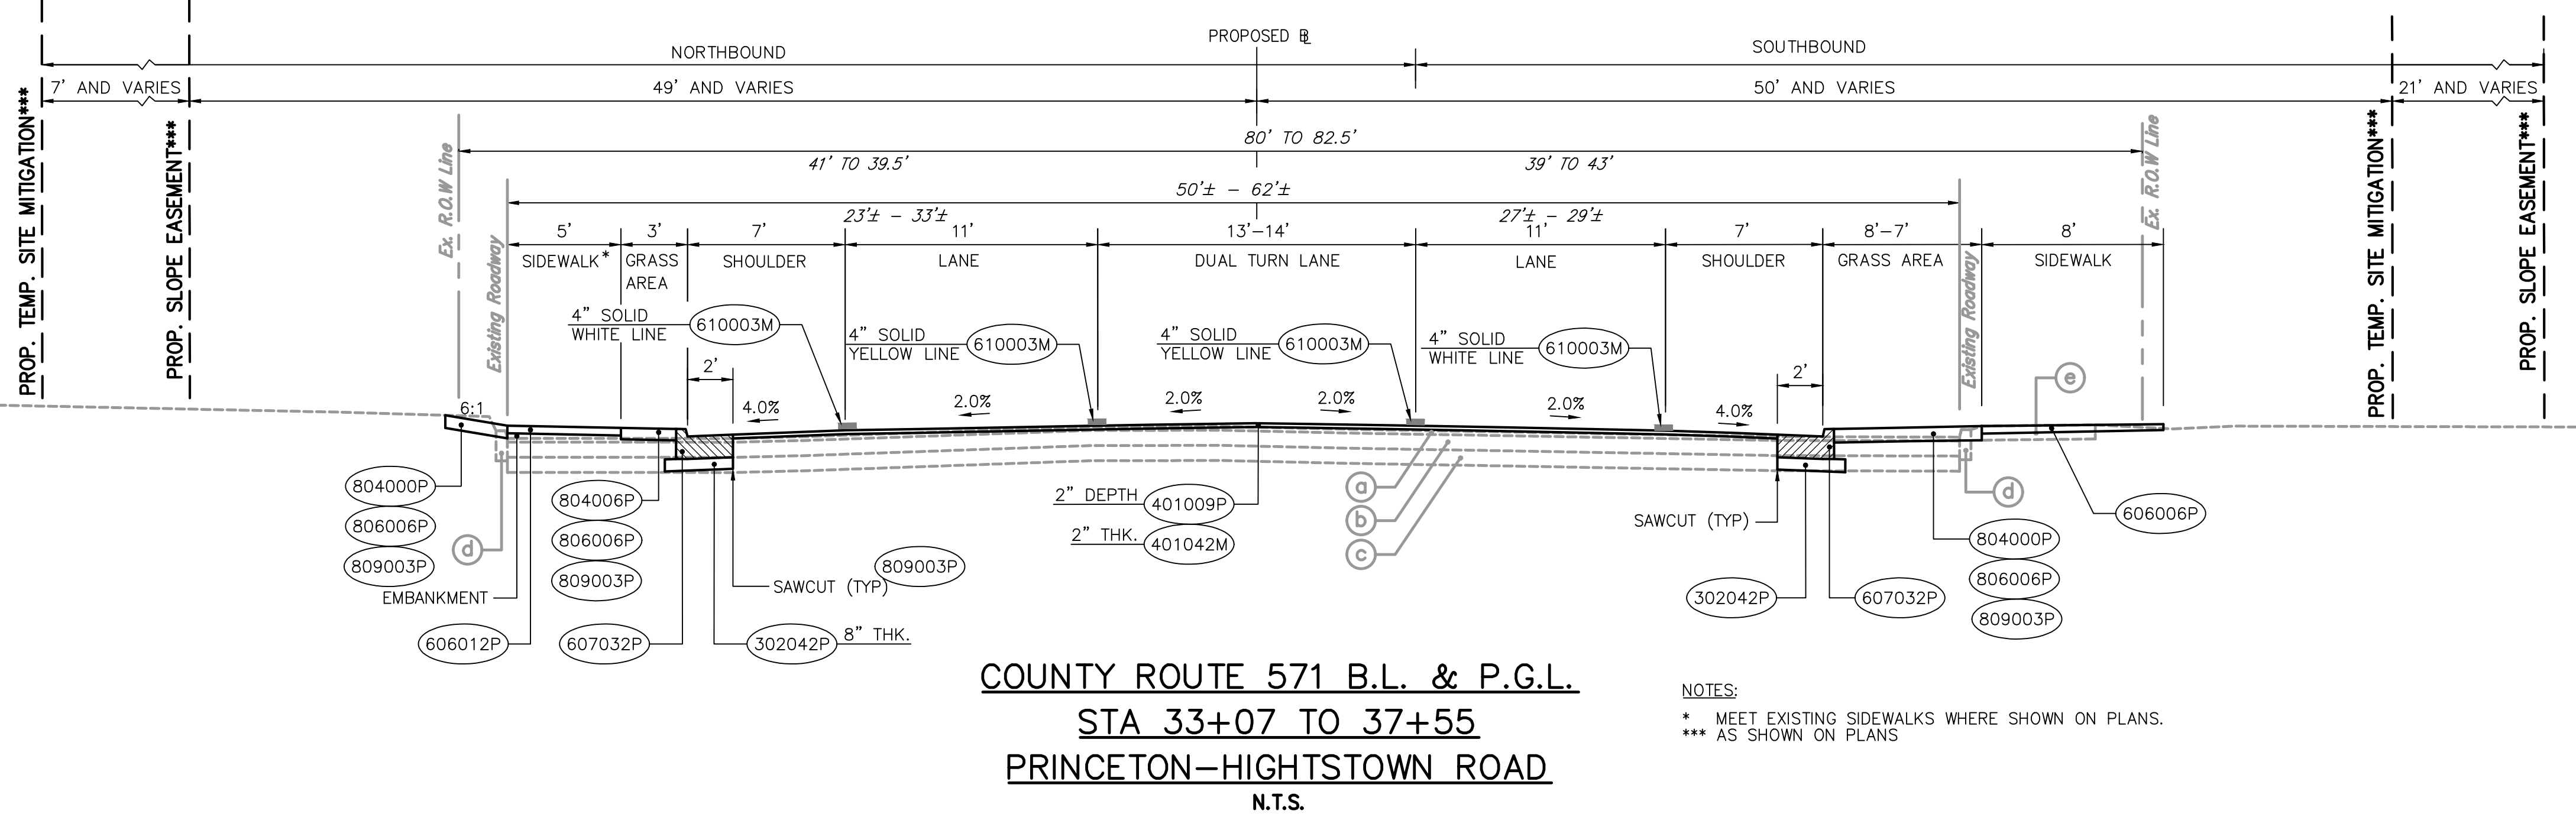 PROPOSED BL
NORTHBOUND
SOUTHBOUND
7' AND VARIES
49' AND VARIES
50' AND VARIES
21' AND VARIES
80' TO 82.5'
41' TO 39.5'
39' TO 43'
50'± – 62'±
23'± – 33'±
27'± – 29'±
PROP. TEMP. SITE MITIGATION***
PROP. SLOPE EASEMENT***
Ex. R.O.W Line
Existing Roadway
5'
3'
7'
11'
13'–14'
11'
7'
8'–7'
8'
SIDEWALK*
GRASS
AREA
SHOULDER
LANE
DUAL TURN LANE
LANE
SHOULDER
GRASS AREA
SIDEWALK
Existing Roadway
Ex. R.O.W Line
PROP. TEMP. SITE MITIGATION***
PROP. SLOPE EASEMENT***
4" SOLID
WHITE LINE
610003M
4" SOLID
YELLOW LINE
610003M
4" SOLID
YELLOW LINE
610003M
4" SOLID
WHITE LINE
610003M
2'
2'
6:1
4.0%
2.0%
2.0%
2.0%
2.0%
4.0%
e
804000P
806006P
809003P
d
EMBANKMENT
606012P
804006P
806006P
809003P
607032P
SAWCUT (TYP)
809003P
302042P
8" THK.
2" DEPTH
401009P
2" THK.
401042M
a
b
c
SAWCUT (TYP)
302042P
607032P
d
804000P
806006P
809003P
606006P
COUNTY ROUTE 571 B.L. & P.G.L.
STA 33+07 TO 37+55
PRINCETON–HIGHTSTOWN ROAD
N.T.S.
NOTES:
* MEET EXISTING SIDEWALKS WHERE SHOWN ON PLANS.
*** AS SHOWN ON PLANS